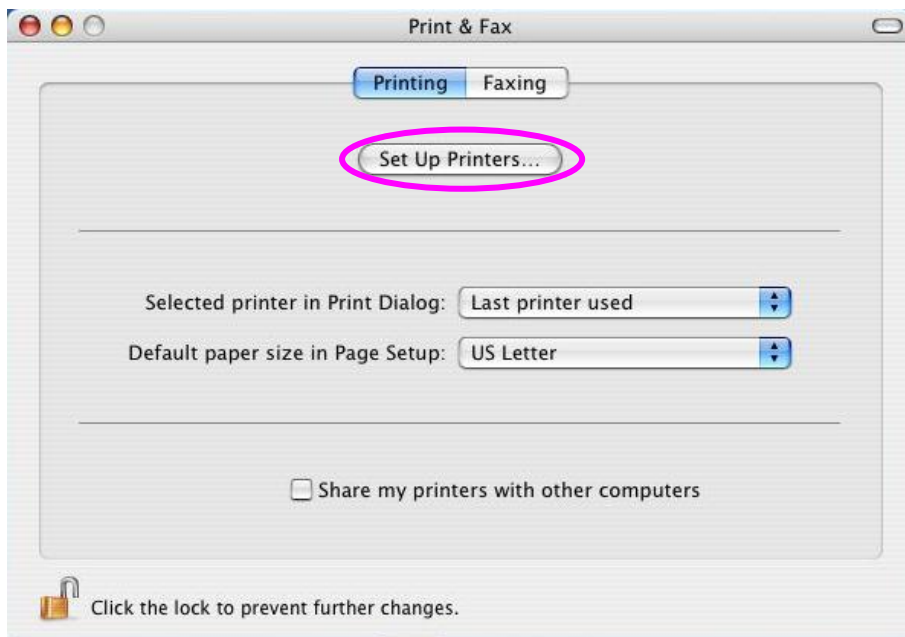 Print & Fax
Printing Faxing
Set Up Printers...
Selected printer in Print Dialog: Last printer used
Default paper size in Page Setup: US Letter
Share my printers with other computers
Click the lock to prevent further changes.